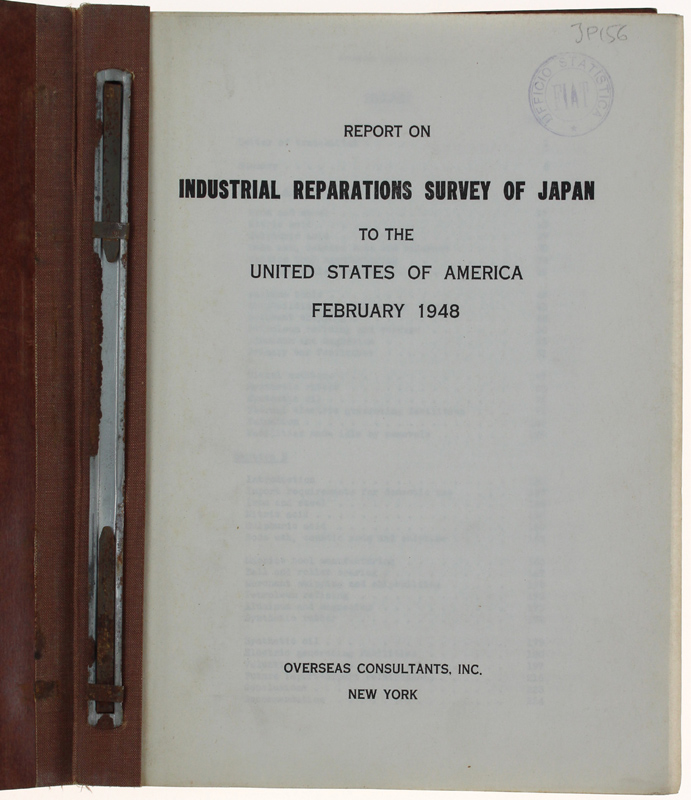 JP156
UFFICIO STATISTICA
FIAT
REPORT ON
INDUSTRIAL REPARATIONS SURVEY OF JAPAN
TO THE
UNITED STATES OF AMERICA
FEBRUARY 1948
OVERSEAS CONSULTANTS, INC.
NEW YORK